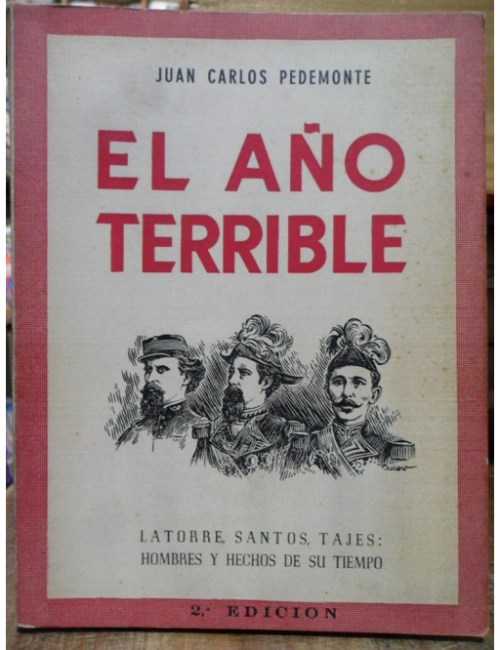 JUAN CARLOS PEDEMONTE
EL AÑO
TERRIBLE
LATORRE, SANTOS, TAJES:
HOMBRES Y HECHOS DE SU TIEMPO
2.ª EDICION